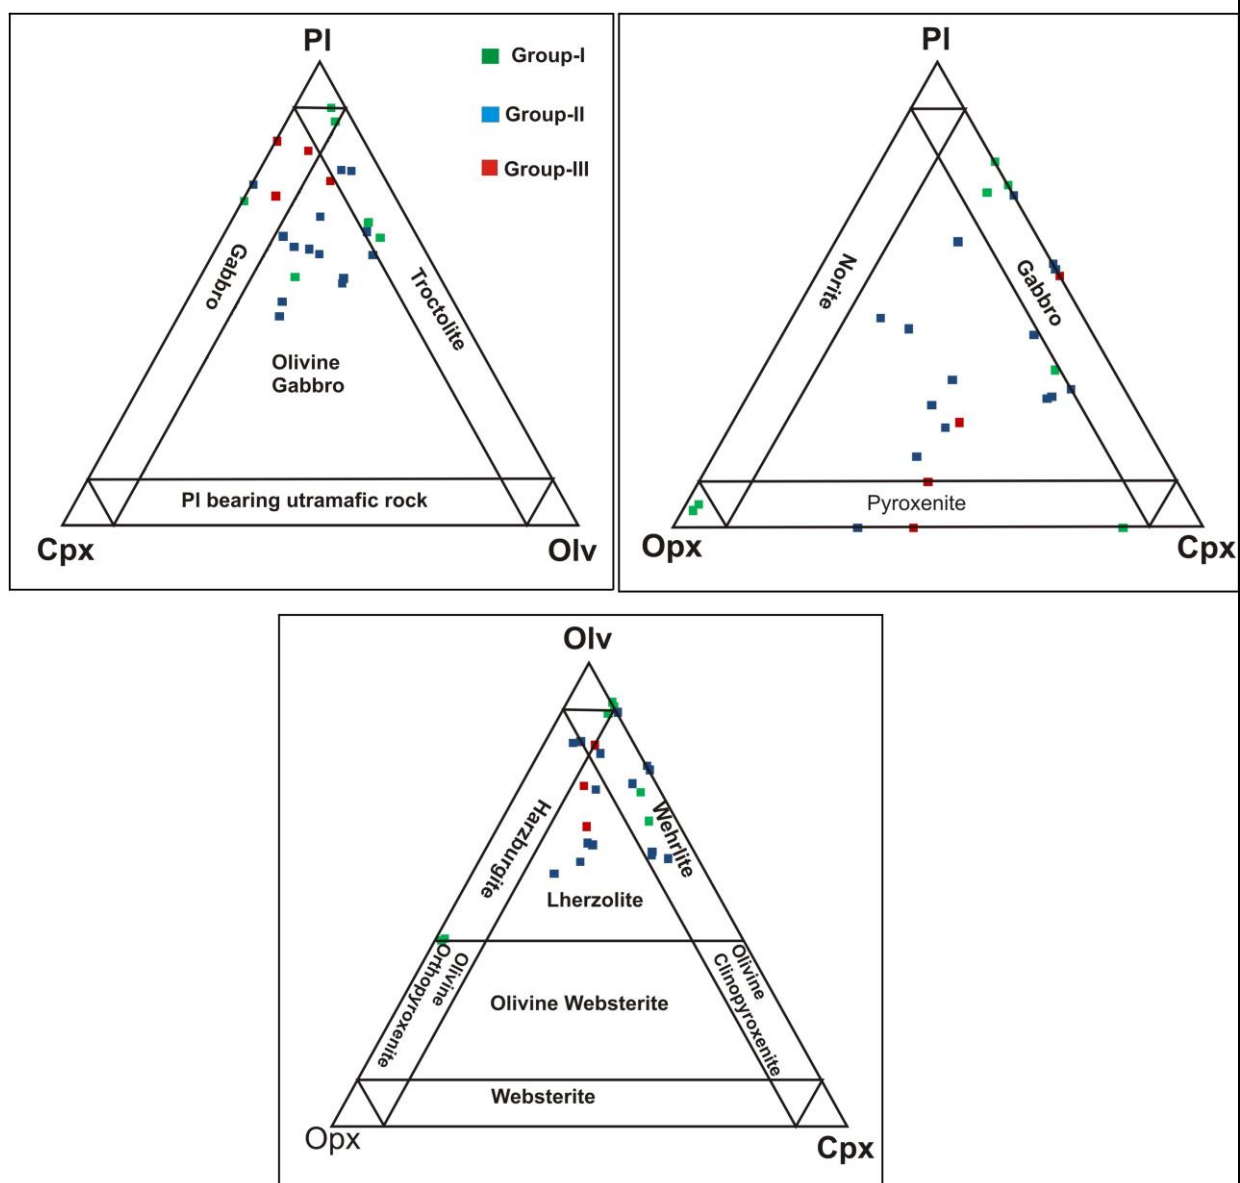 Pl
Group-I
Group-II
Group-III
Gabbro
Troctolite
Olivine
Gabbro
Pl bearing utramafic rock
Cpx
Olv
Pl
Norite
Gabbro
Pyroxenite
Opx
Cpx
Olv
Harzburgite
Wehrlite
Lherzolite
Olivine
Orthopyroxenite
Olivine Websterite
Olivine
Clinopyroxenite
Websterite
Opx
Cpx